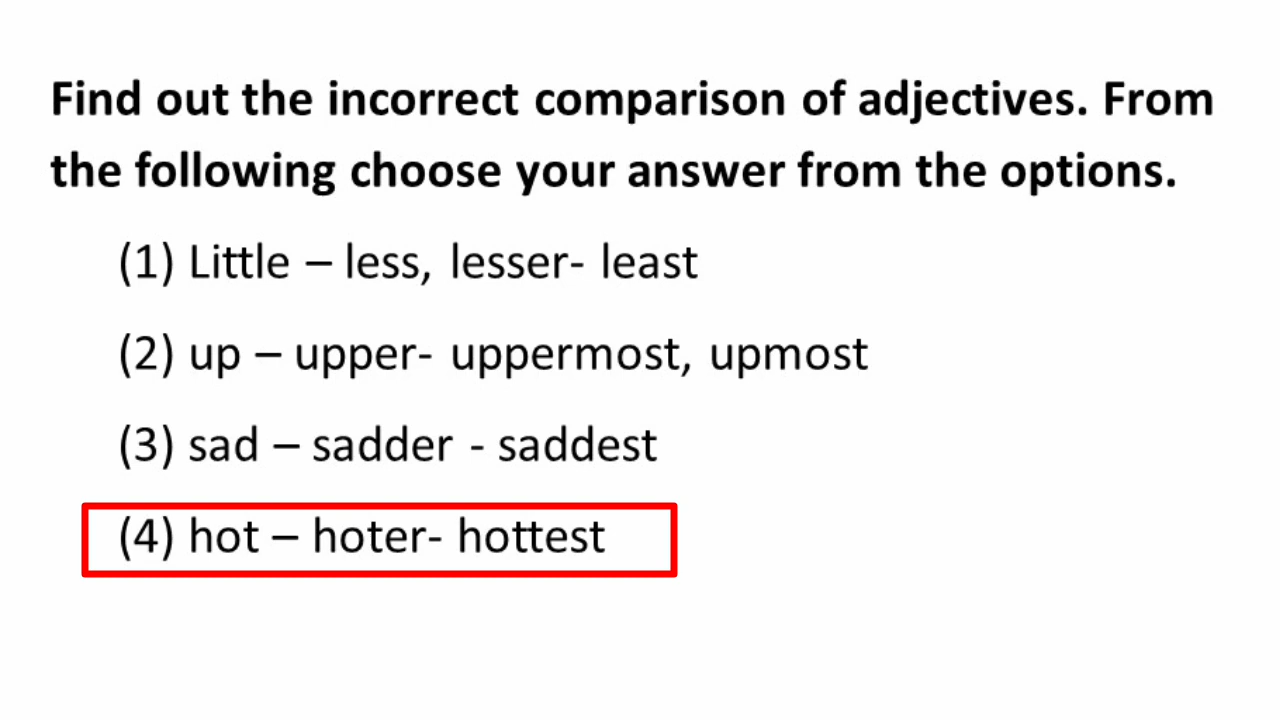 Find out the incorrect comparison of adjectives. From
the following choose your answer from the options.
(1) Little – less, lesser- least
(2) up – upper- uppermost, upmost
(3) sad – sadder - saddest
(4) hot – hoter- hottest